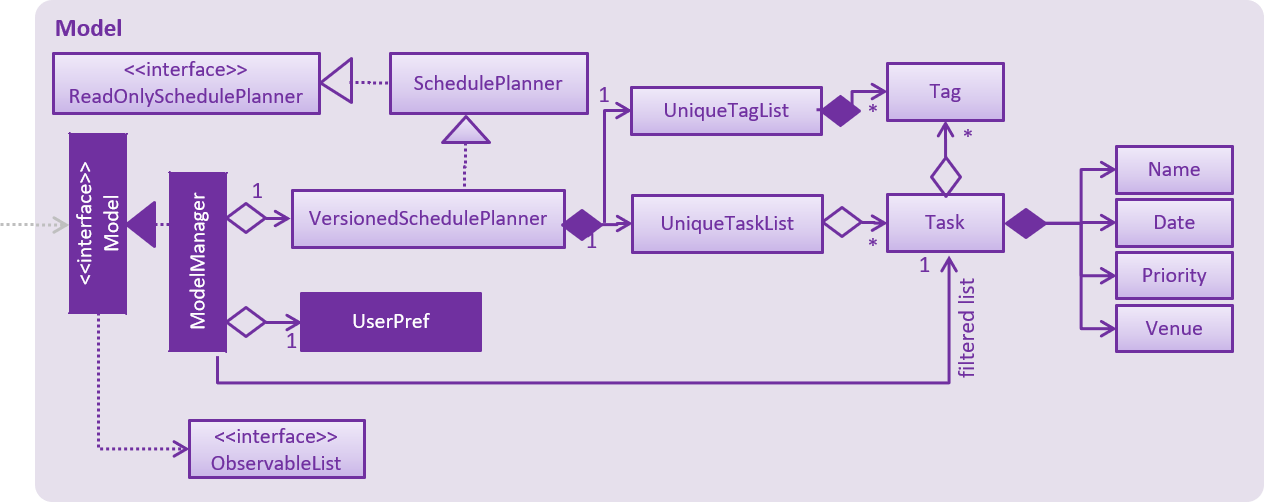 Model
<<interface>>
ReadOnlySchedulePlanner
SchedulePlanner
1
UniqueTagList
*
Tag
*
<<interface>>
Model
ModelManager
1
VersionedSchedulePlanner
1
UniqueTaskList
*
Task
1
Name
Date
Priority
Venue
UserPref
1
filtered list
<<interface>>
ObservableList